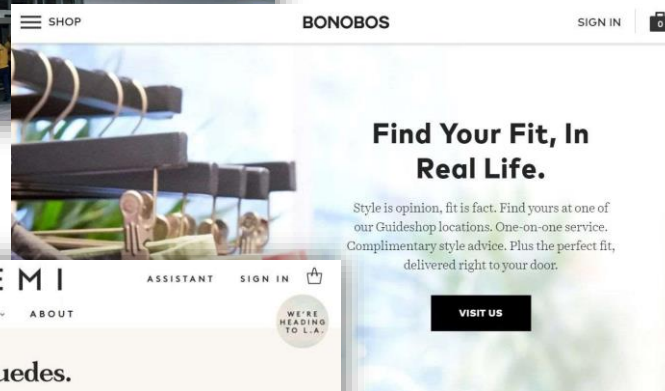 SHOP BONOBOS SIGN IN 0
Find Your Fit, In
Real Life.
Style is opinion, fit is fact. Find yours at one of
our Guideshop locations. One-on-one service.
Complimentary style advice. Plus the perfect fit,
delivered right to your door.
VISIT US
EMI ASSISTANT SIGN IN
ABOUT
WE'RE
HEADING
TO L.A.
uedes.